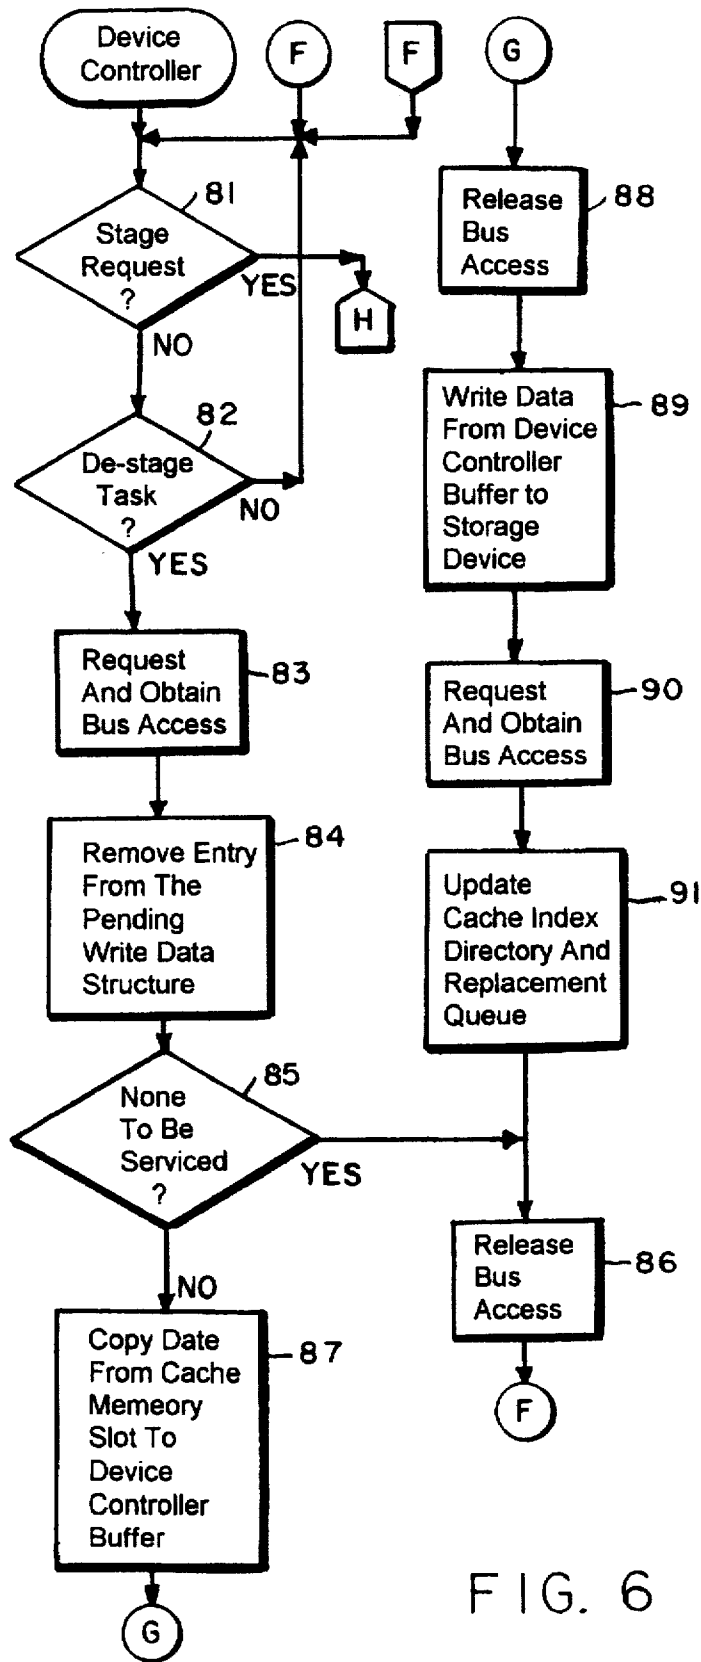 Device
Controller
F
F
G
81
Stage
Request
?
YES
H
NO
82
De-stage
Task
?
NO
YES
83
Request
And Obtain
Bus Access
84
Remove Entry
From The
Pending
Write Data
Structure
85
None
To Be
Serviced
?
YES
NO
87
Copy Date
From Cache
Memeory
Slot To
Device
Controller
Buffer
G
88
Release
Bus
Access
89
Write Data
From Device
Controller
Buffer to
Storage
Device
90
Request
And Obtain
Bus Access
91
Update
Cache Index
Directory And
Replacement
Queue
86
Release
Bus
Access
F
FIG. 6